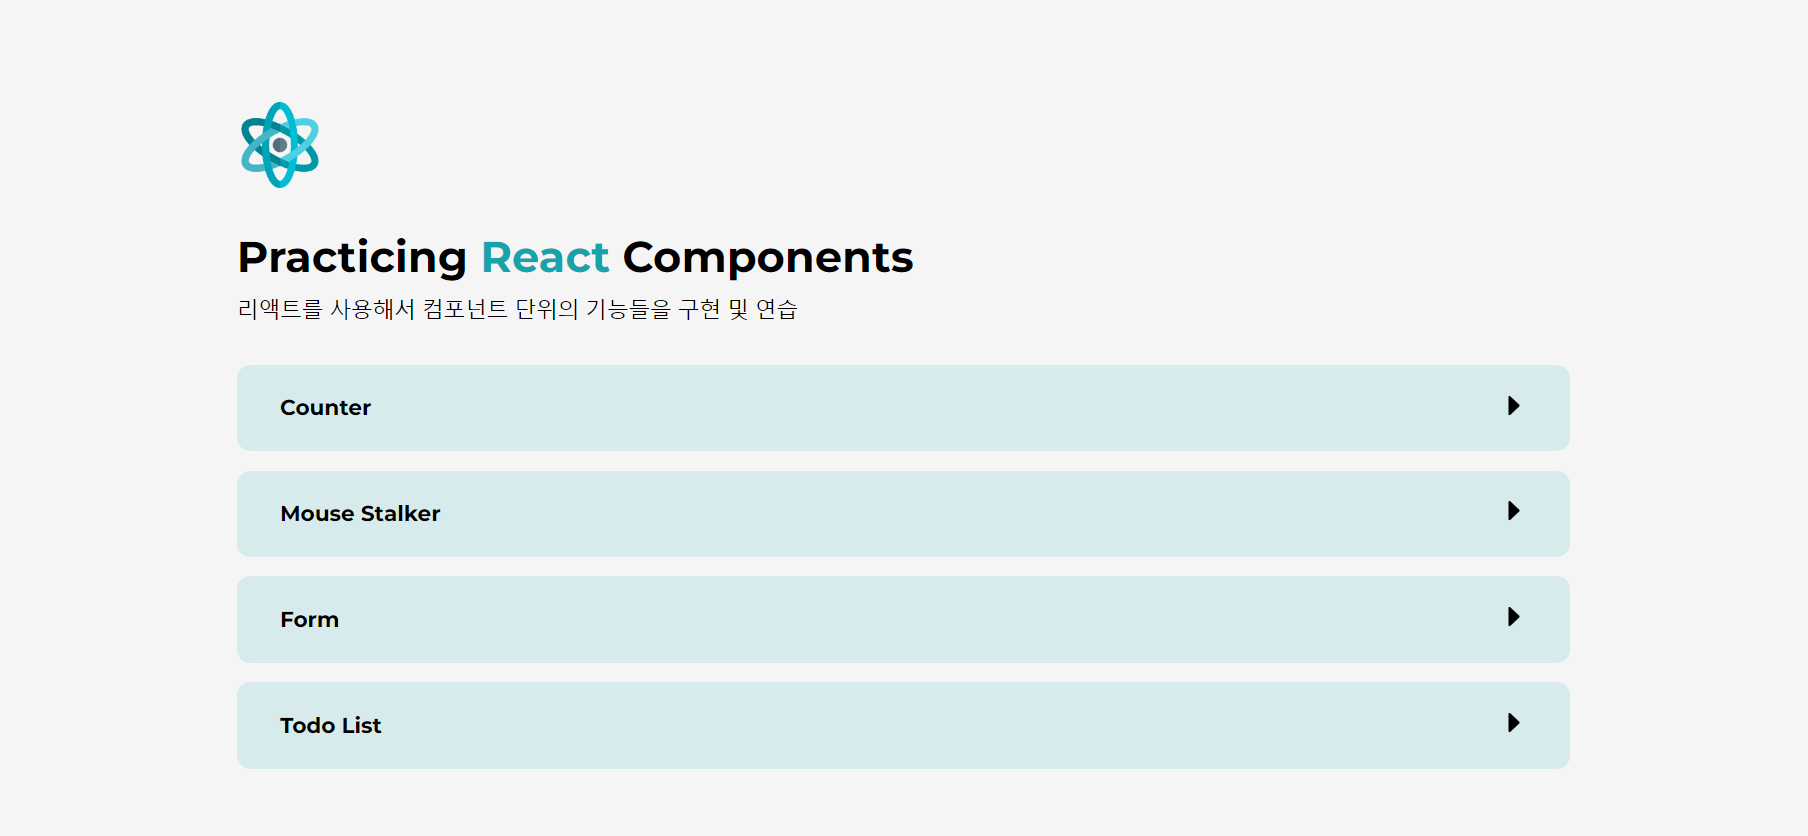 Practicing React Components
리액트를 사용해서 컴포넌트 단위의 기능들을 구현 및 연습
Counter
Mouse Stalker
Form
Todo List